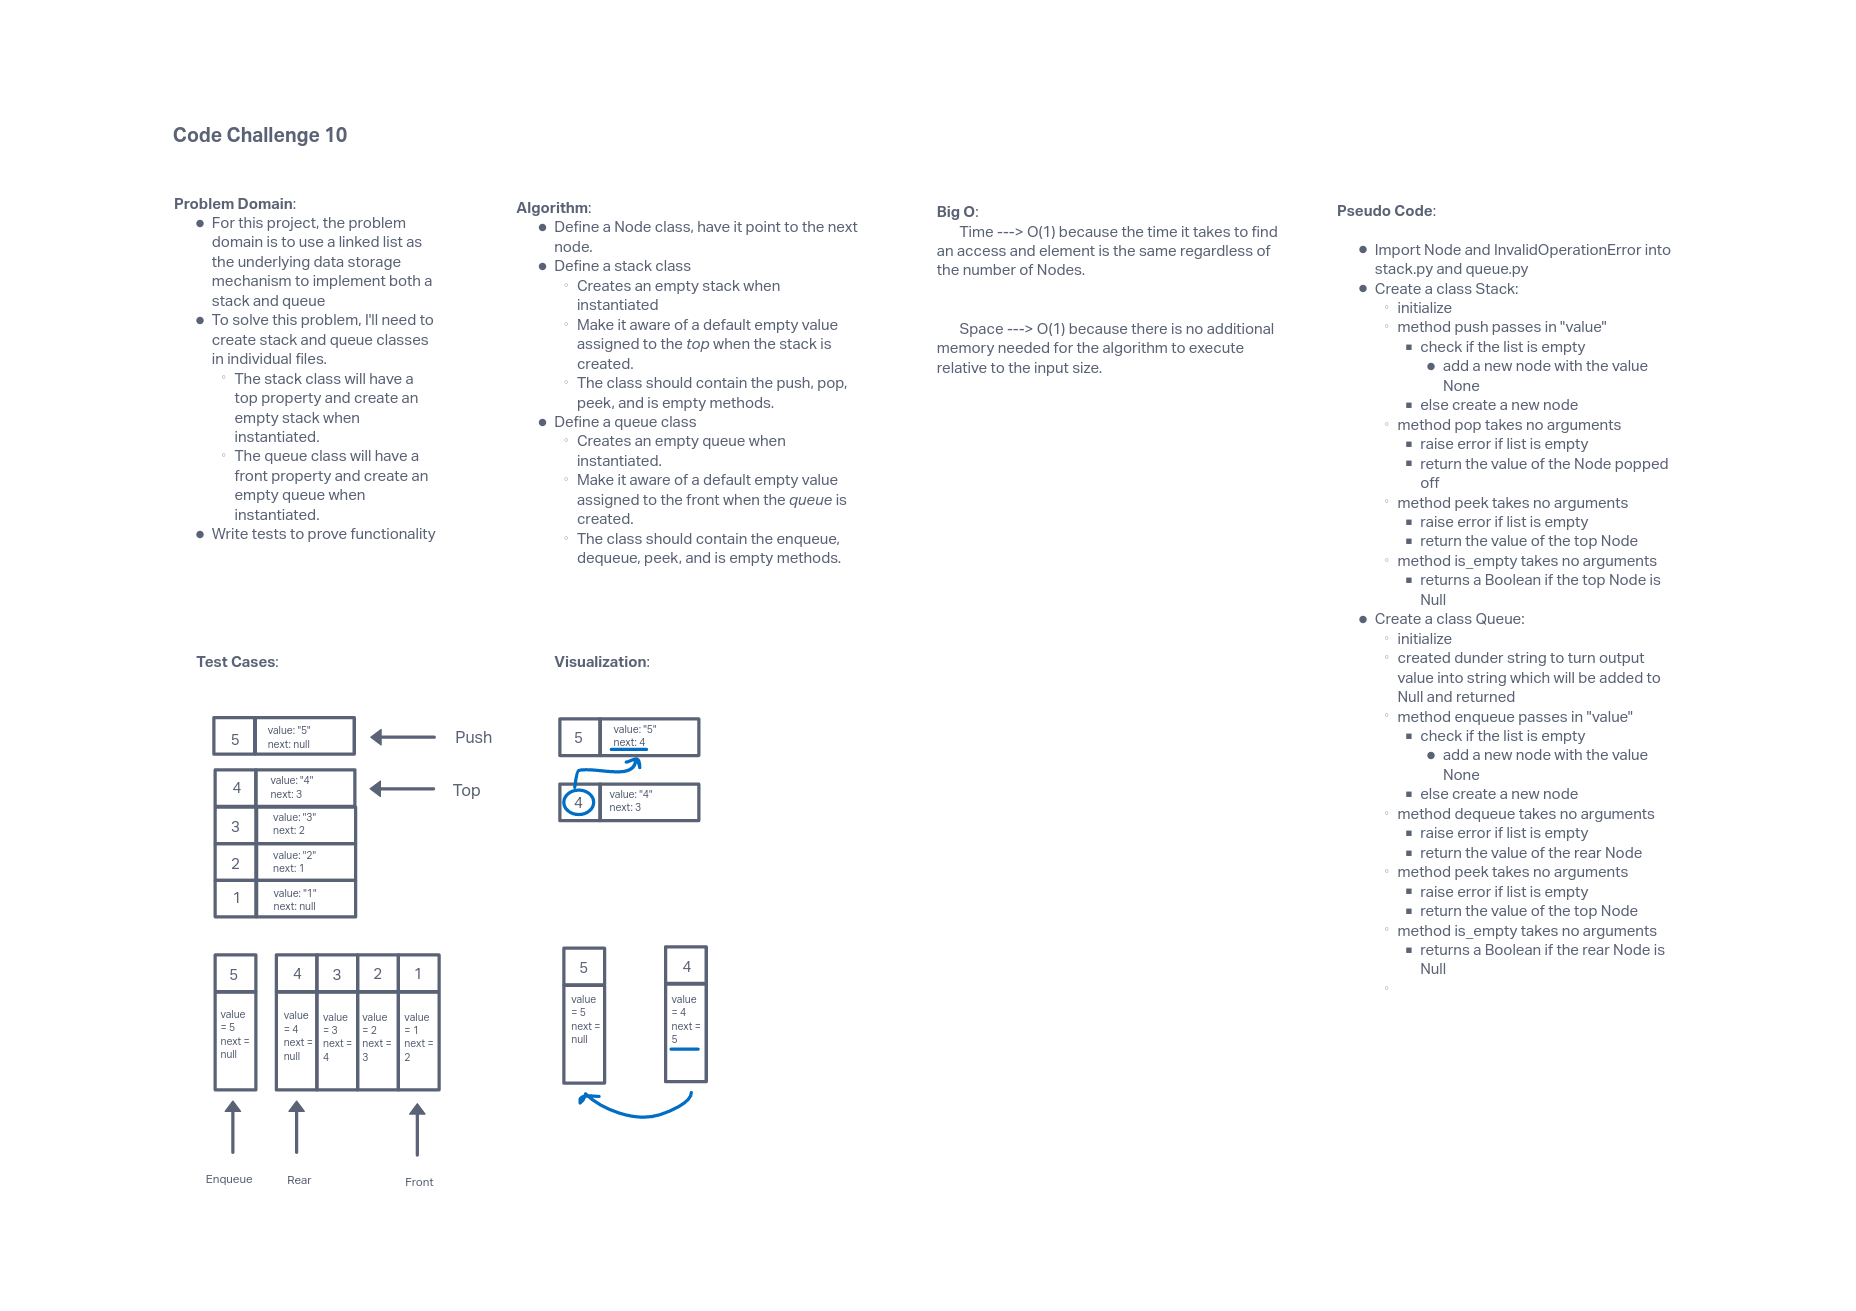 Code Challenge 10
Problem Domain:
● For this project, the problem
domain is to use a linked list as
the underlying data storage
mechanism to implement both a
stack and queue
● To solve this problem, I'll need to
create stack and queue classes
in individual files.
◦ The stack class will have a
top property and create an
empty stack when
instantiated.
◦ The queue class will have a
front property and create an
empty queue when
instantiated.
● Write tests to prove functionality
Algorithm:
● Define a Node class, have it point to the next
node.
● Define a stack class
◦ Creates an empty stack when
instantiated
◦ Make it aware of a default empty value
assigned to the top when the stack is
created.
◦ The class should contain the push, pop,
peek, and is empty methods.
● Define a queue class
◦ Creates an empty queue when
instantiated.
◦ Make it aware of a default empty value
assigned to the front when the queue is
created.
◦ The class should contain the enqueue,
dequeue, peek, and is empty methods.
Big O:
Time ---> O(1) because the time it takes to find
an access and element is the same regardless of
the number of Nodes.
Space ---> O(1) because there is no additional
memory needed for the algorithm to execute
relative to the input size.
Pseudo Code:
● Import Node and InvalidOperationError into
stack.py and queue.py
● Create a class Stack:
◦ initialize
◦ method push passes in "value"
▪ check if the list is empty
● add a new node with the value
None
▪ else create a new node
◦ method pop takes no arguments
▪ raise error if list is empty
▪ return the value of the Node popped
off
◦ method peek takes no arguments
▪ raise error if list is empty
▪ return the value of the top Node
◦ method is_empty takes no arguments
▪ returns a Boolean if the top Node is
Null
● Create a class Queue:
◦ initialize
◦ created dunder string to turn output
value into string which will be added to
Null and returned
◦ method enqueue passes in "value"
▪ check if the list is empty
● add a new node with the value
None
▪ else create a new node
◦ method dequeue takes no arguments
▪ raise error if list is empty
▪ return the value of the rear Node
◦ method peek takes no arguments
▪ raise error if list is empty
▪ return the value of the top Node
◦ method is_empty takes no arguments
▪ returns a Boolean if the rear Node is
Null
Test Cases:
5
value: "5"
next: null
Push
4
value: "4"
next: 3
Top
3
value: "3"
next: 2
2
value: "2"
next: 1
1
value: "1"
next: null
5
value
= 5
next =
null
4
value
= 4
next =
null
3
value
= 3
next =
4
2
value
= 2
next =
3
1
value
= 1
next =
2
Enqueue
Rear
Front
Visualization:
5
value: "5"
next: 4
4
value: "4"
next: 3
5
value
= 5
next =
null
4
value
= 4
next =
5